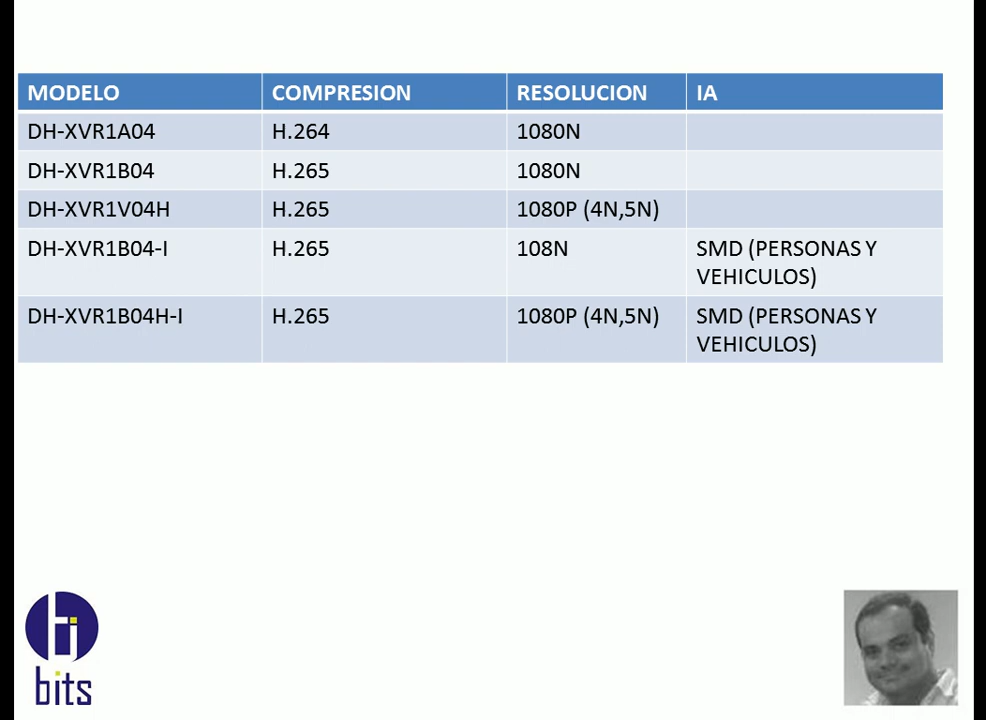 MODELO COMPRESION RESOLUCION IA
DH-XVR1A04 H.264 1080N
DH-XVR1B04 H.265 1080N
DH-XVR1V04H H.265 1080P (4N,5N)
DH-XVR1B04-I H.265 108N SMD (PERSONAS Y
VEHICULOS)
DH-XVR1B04H-I H.265 1080P (4N,5N) SMD (PERSONAS Y
VEHICULOS)
bits